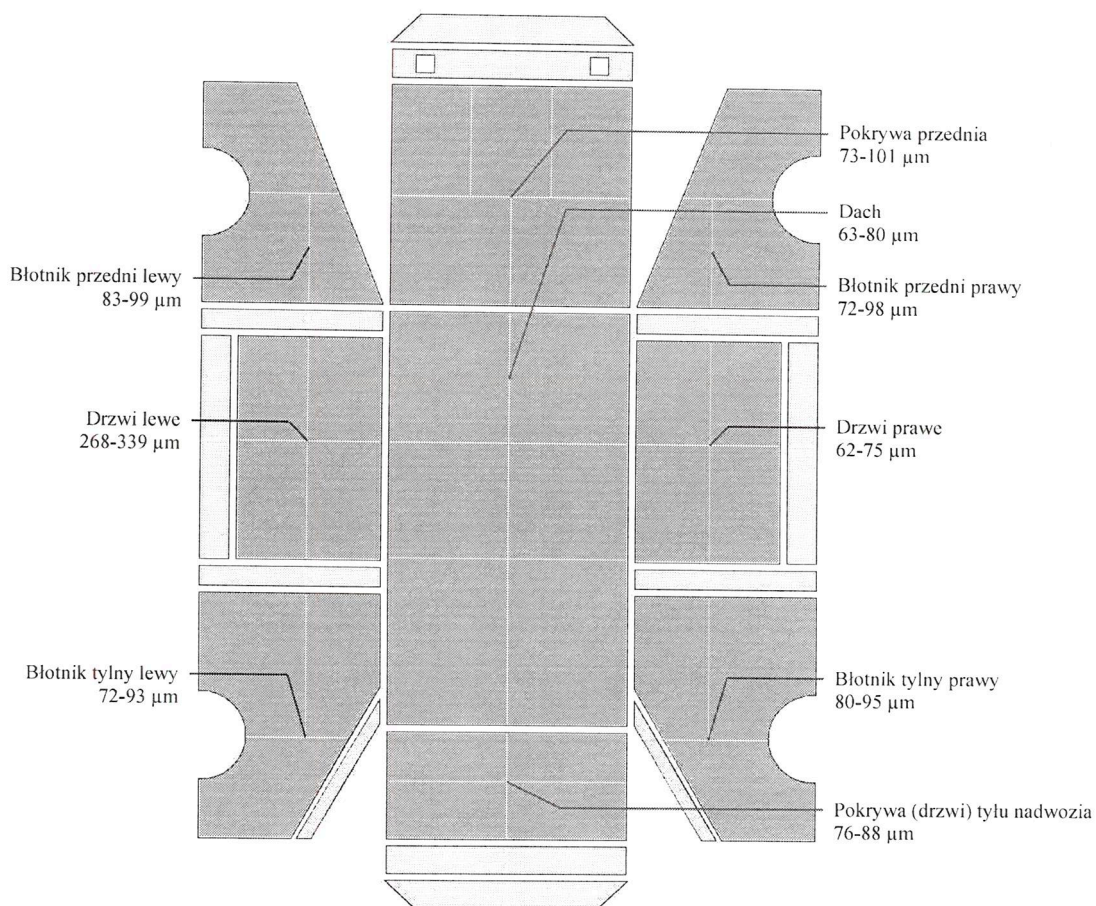 Pokrywa przednia
73-101 µm
Dach
63-80 µm
Błotnik przedni lewy
83-99 µm
Błotnik przedni prawy
72-98 µm
Drzwi lewe
268-339 µm
Drzwi prawe
62-75 µm
Błotnik tylny lewy
72-93 µm
Błotnik tylny prawy
80-95 µm
Pokrywa (drzwi) tyłu nadwozia
76-88 µm